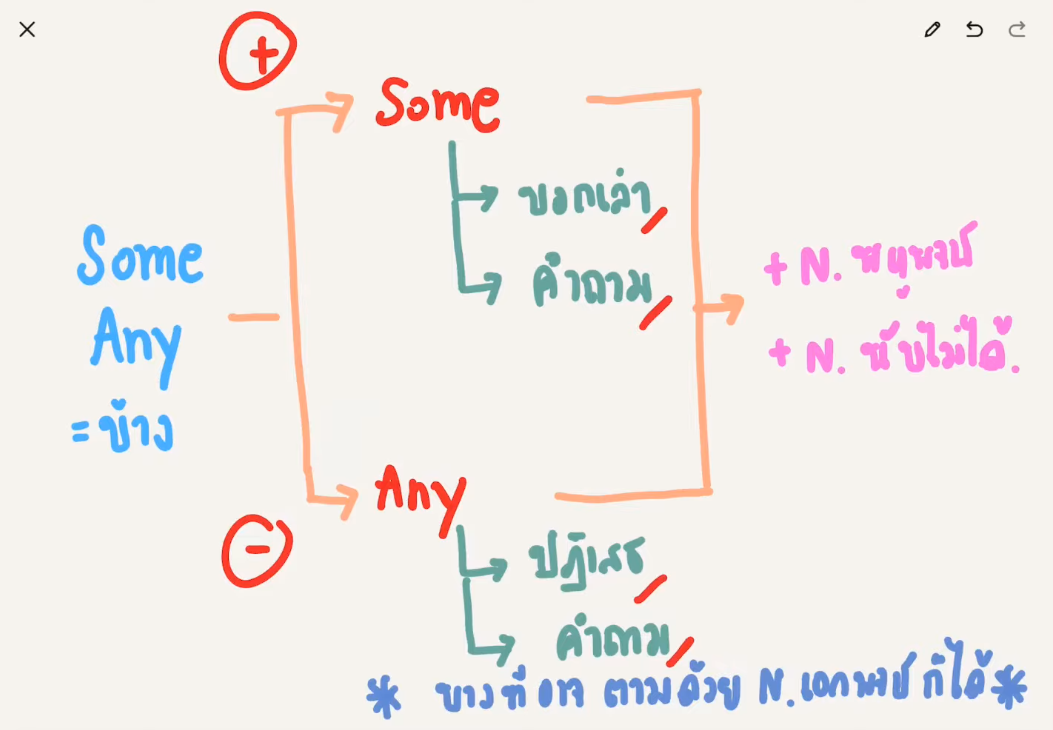 +
Some
บอกเล่า
คำถาม
Some
Any
= บ้าง
+ N. พหูพจน์
+ N. นับไม่ได้.
Any
-
ปฏิเสธ
คำถาม
* บางที อาจ ตามด้วย N. เอกพจน์ ก็ได้ *